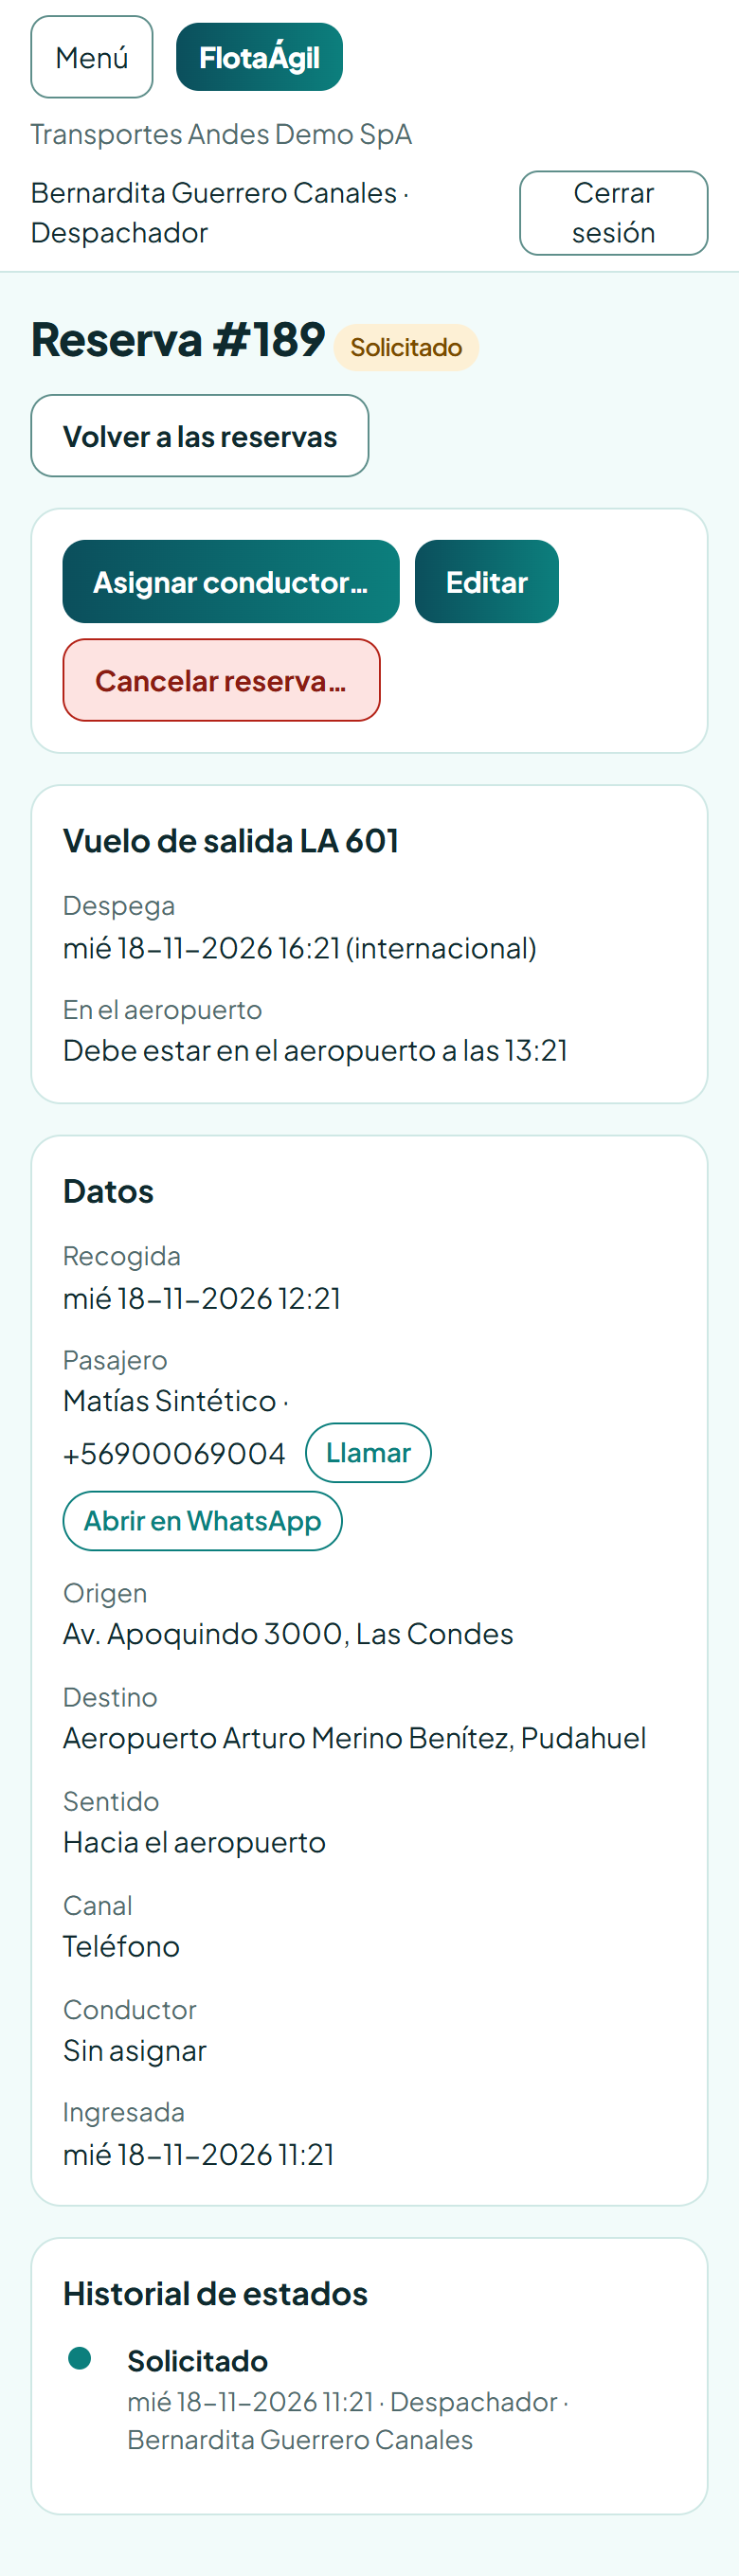 Menú
FlotaÁgil
Transportes Andes Demo SpA
Bernardita Guerrero Canales ·
Despachador
Cerrar
sesión
Reserva #189
Solicitado
Volver a las reservas
Asignar conductor…
Editar
Cancelar reserva…
Vuelo de salida LA 601
Despega
mié 18-11-2026 16:21 (internacional)
En el aeropuerto
Debe estar en el aeropuerto a las 13:21
Datos
Recogida
mié 18-11-2026 12:21
Pasajero
Matías Sintético ·
+56900069004
Llamar
Abrir en WhatsApp
Origen
Av. Apoquindo 3000, Las Condes
Destino
Aeropuerto Arturo Merino Benítez, Pudahuel
Sentido
Hacia el aeropuerto
Canal
Teléfono
Conductor
Sin asignar
Ingresada
mié 18-11-2026 11:21
Historial de estados
Solicitado
mié 18-11-2026 11:21 · Despachador ·
Bernardita Guerrero Canales